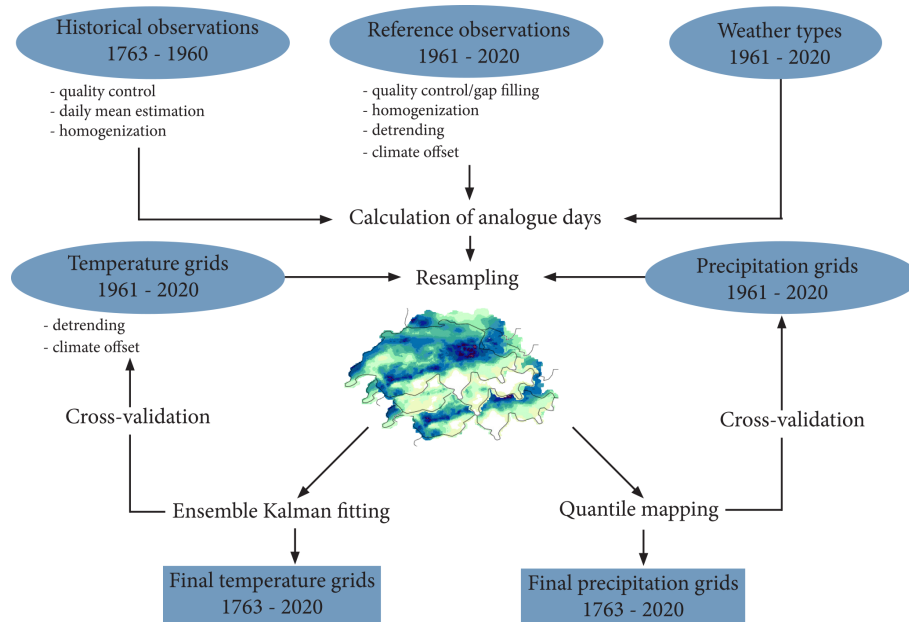 Historical observations
1763 - 1960
- quality control
- daily mean estimation
- homogenization
Reference observations
1961 - 2020
- quality control/gap filling
- homogenization
- detrending
- climate offset
Weather types
1961 - 2020
Calculation of analogue days
Temperature grids
1961 - 2020
- detrending
- climate offset
Resampling
Precipitation grids
1961 - 2020
Cross-validation
Cross-validation
Ensemble Kalman fitting
Quantile mapping
Final temperature grids
1763 - 2020
Final precipitation grids
1763 - 2020